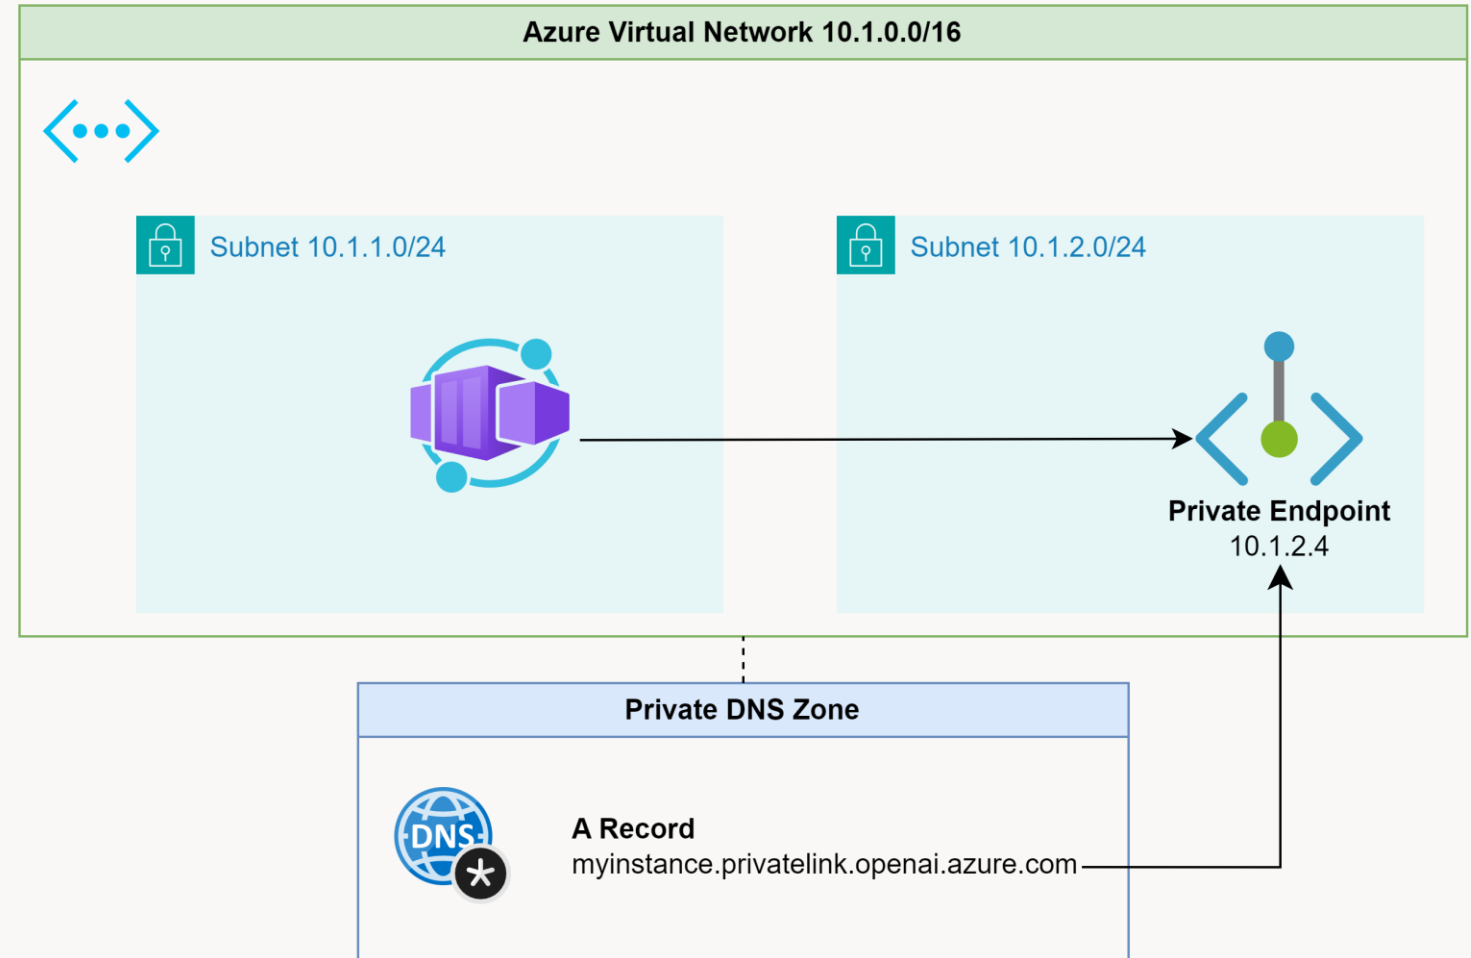 Azure Virtual Network 10.1.0.0/16
Subnet 10.1.1.0/24
Subnet 10.1.2.0/24
Private Endpoint
10.1.2.4
Private DNS Zone
DNS
A Record
myinstance.privatelink.openai.azure.com